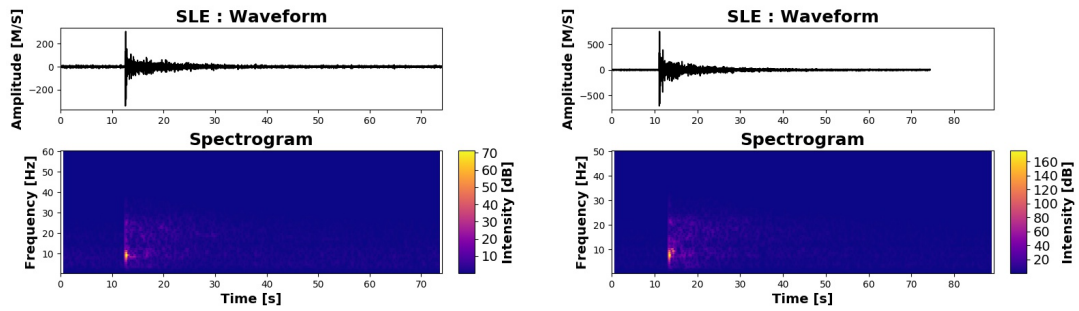 SLE : Waveform
Amplitude [M/S]
200
0
−200
0 10 20 30 40 50 60 70
Spectrogram
Frequency [Hz]
60
50
40
30
20
10
0 10 20 30 40 50 60 70
Time [s]
70
60
50
40
30
20
10
Intensity [dB]
SLE : Waveform
Amplitude [M/S]
500
0
−500
0 10 20 30 40 50 60 70 80
Spectrogram
Frequency [Hz]
50
40
30
20
10
0 10 20 30 40 50 60 70 80
Time [s]
160
140
120
100
80
60
40
20
Intensity [dB]